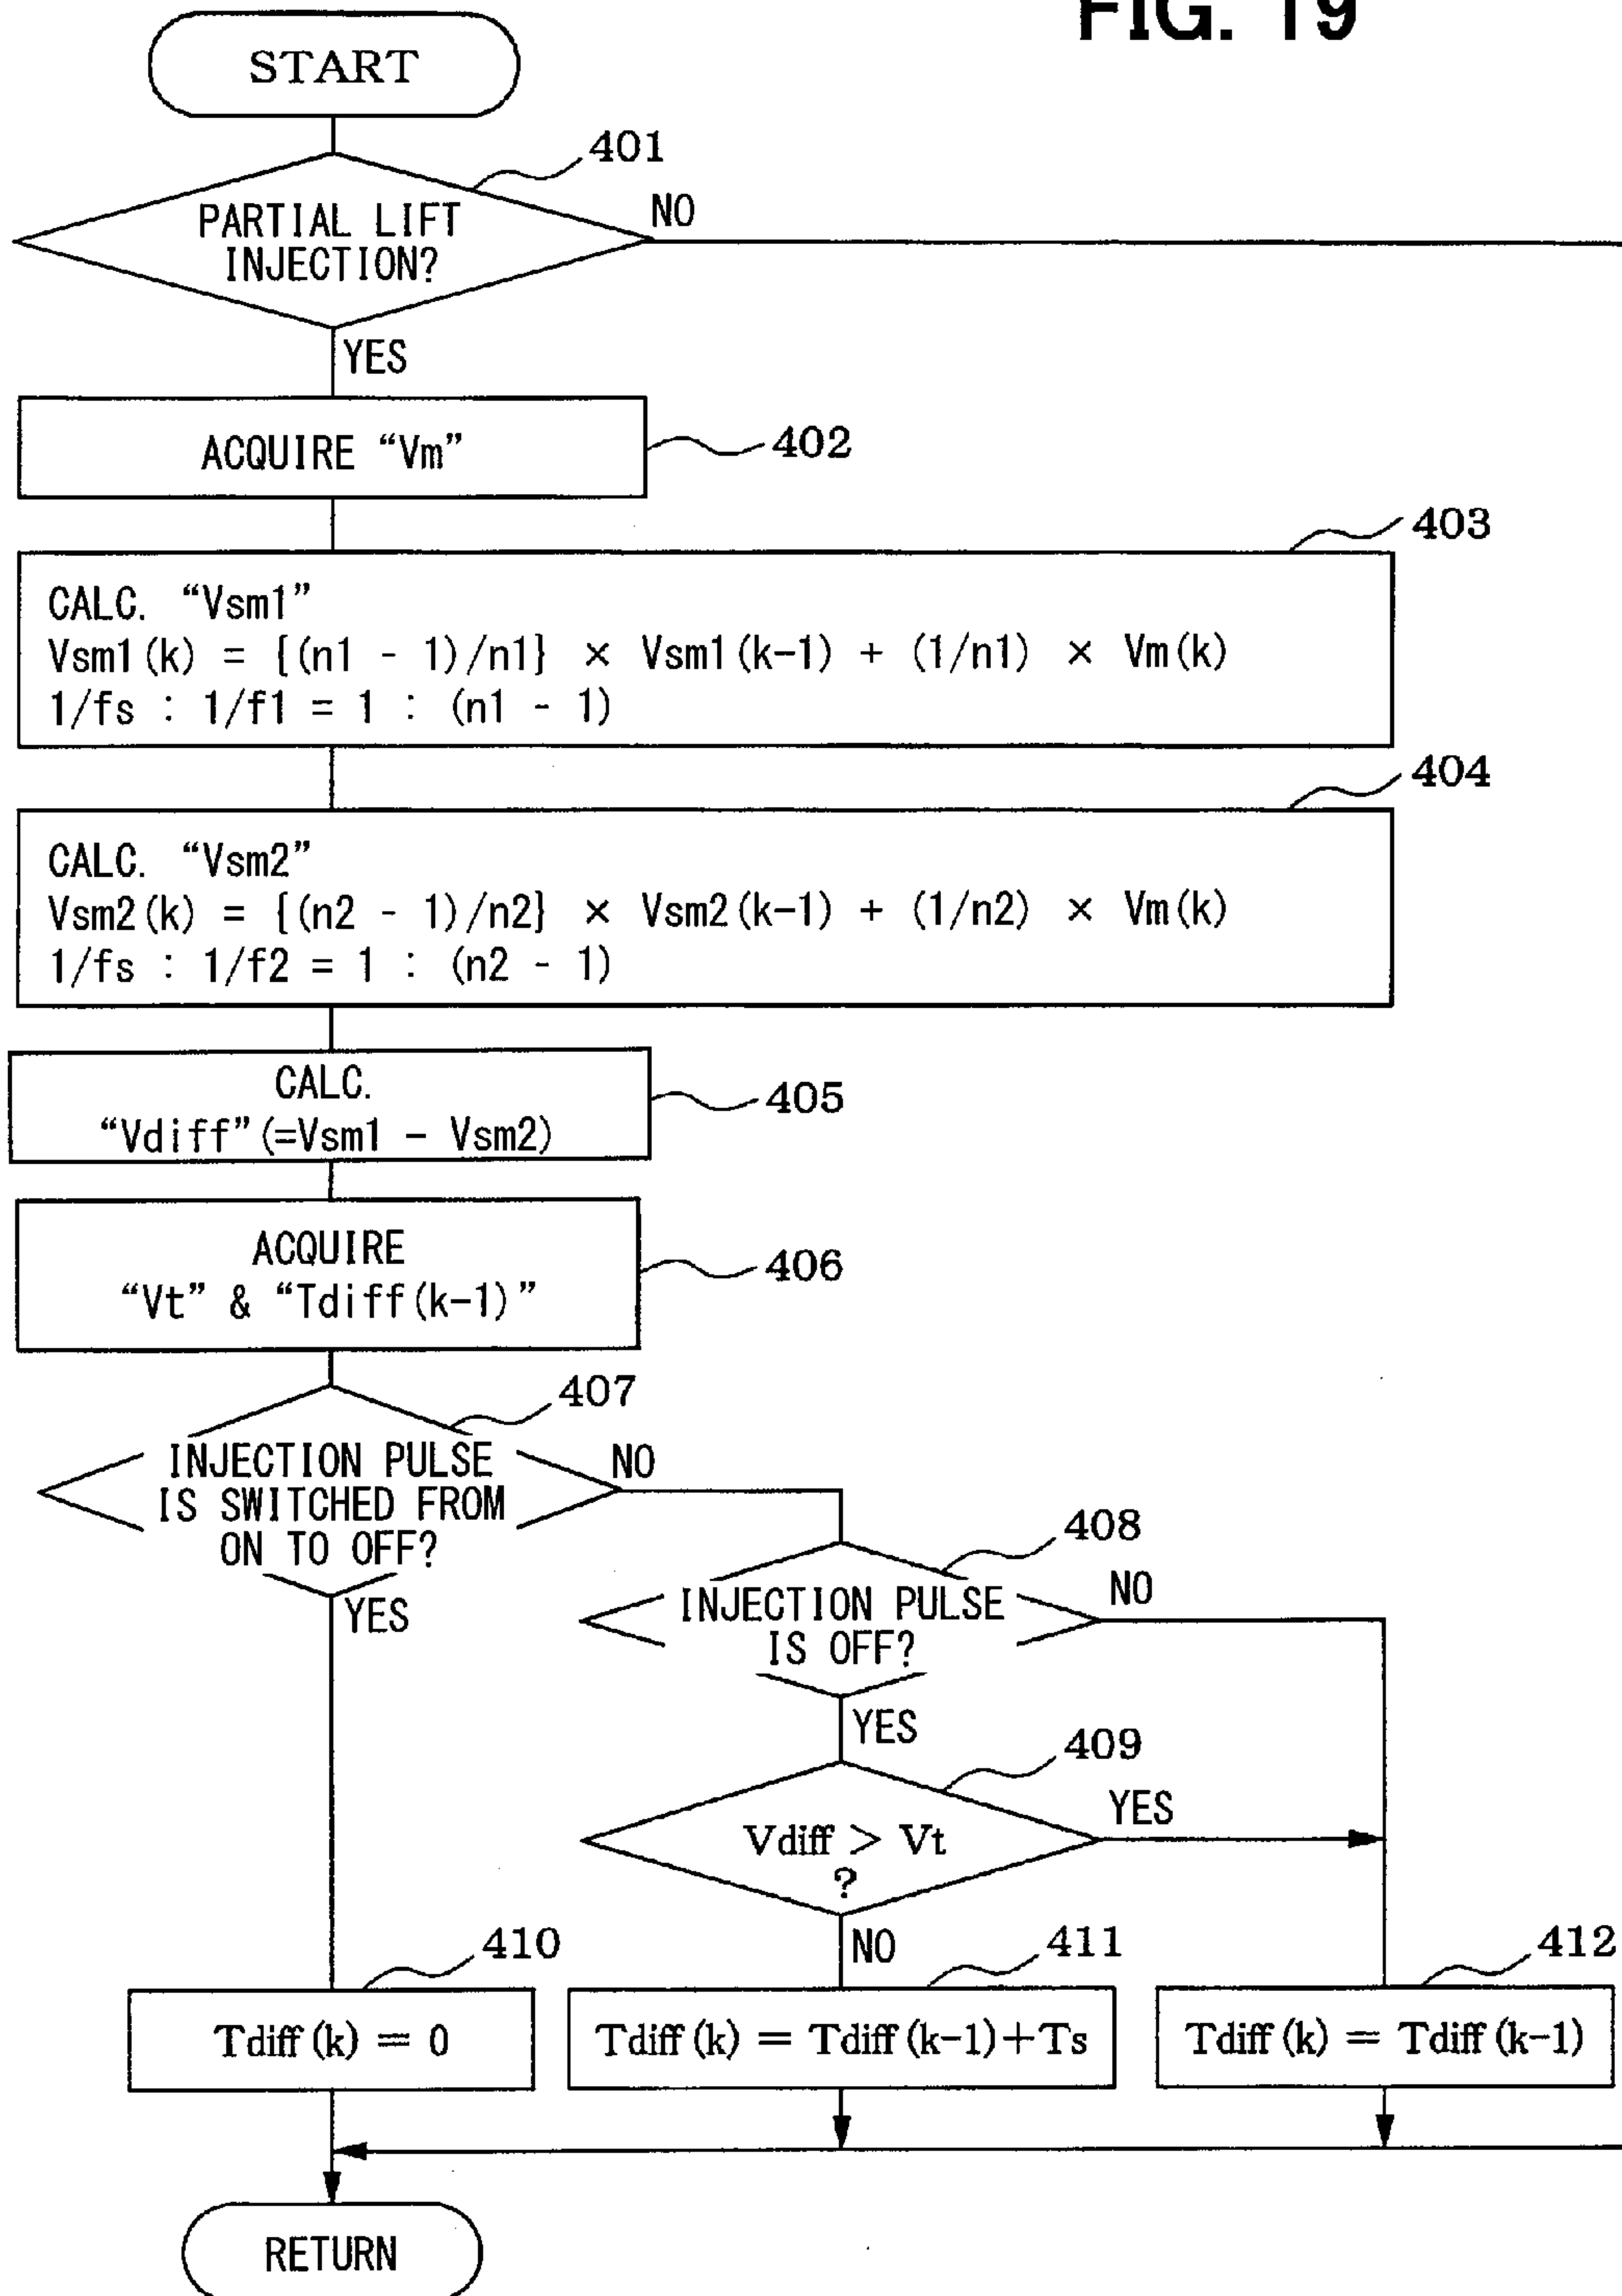 FIG. 19
START
401
PARTIAL LIFT
INJECTION?
NO
YES
ACQUIRE “Vm”
402
403
CALC. “Vsm1”
Vsm1(k) = {(n1 - 1)/n1} × Vsm1(k-1) + (1/n1) × Vm(k)
1/fs : 1/f1 = 1 : (n1 - 1)
404
CALC. “Vsm2”
Vsm2(k) = {(n2 - 1)/n2} × Vsm2(k-1) + (1/n2) × Vm(k)
1/fs : 1/f2 = 1 : (n2 - 1)
CALC.
“Vdiff”(=Vsm1 - Vsm2)
405
ACQUIRE
“Vt” & “Tdiff(k-1)”
406
407
INJECTION PULSE
IS SWITCHED FROM
ON TO OFF?
NO
YES
408
INJECTION PULSE
IS OFF?
NO
YES
409
Vdiff > Vt
?
YES
NO
410
Tdiff(k) = 0
411
Tdiff(k) = Tdiff(k-1)+Ts
412
Tdiff(k) = Tdiff(k-1)
RETURN